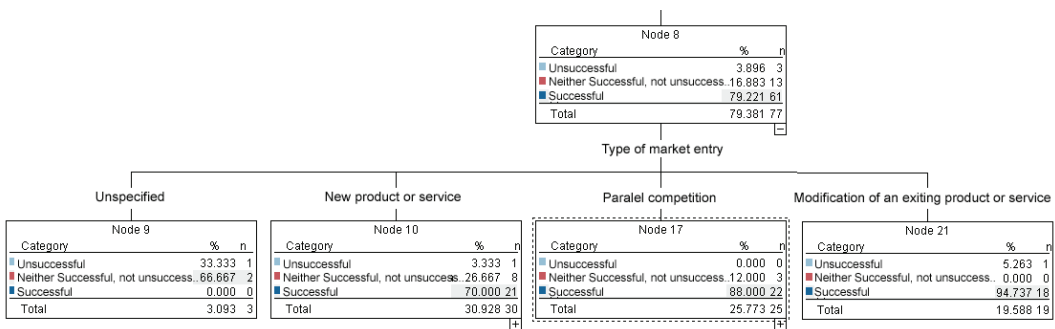 Node 8
Category % n
Unsuccessful 3.896 3
Neither Successful, not unsuccess.. 16.883 13
Successful 79.221 61
Total 79.381 77
Type of market entry
Unspecified
New product or service
Paralel competition
Modification of an exiting product or service
Node 9
Category % n
Unsuccessful 33.333 1
Neither Successful, not unsuccess.. 66.667 2
Successful 0.000 0
Total 3.093 3
Node 10
Category % n
Unsuccessful 3.333 1
Neither Successful, not unsuccess. 26.667 8
Successful 70.000 21
Total 30.928 30
Node 17
Category % n
Unsuccessful 0.000 0
Neither Successful, not unsuccess.. 12.000 3
Successful 88.000 22
Total 25.773 25
Node 21
Category % n
Unsuccessful 5.263 1
Neither Successful, not unsuccess.. 0.000 0
Successful 94.737 18
Total 19.588 19